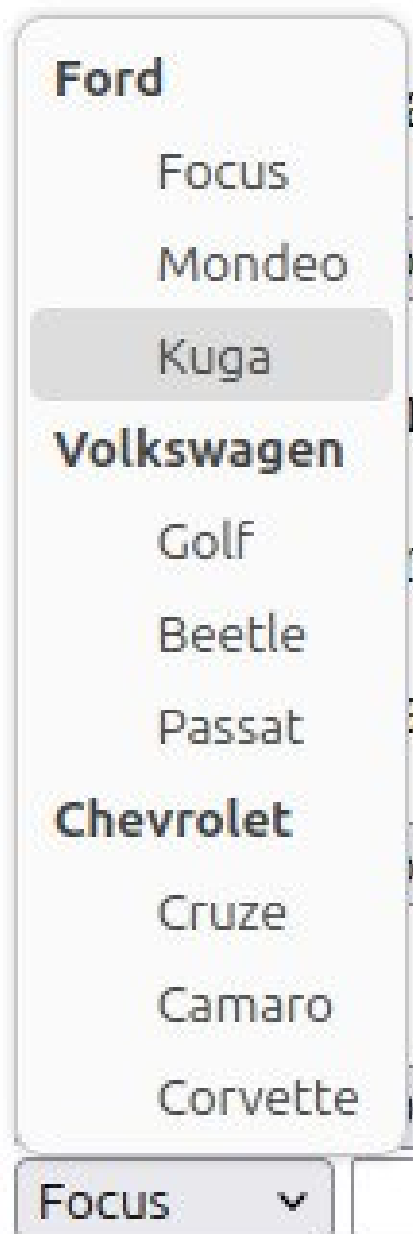 Ford
Focus
Mondeo
Kuga
Volkswagen
Golf
Beetle
Passat
Chevrolet
Cruze
Camaro
Corvette
Focus